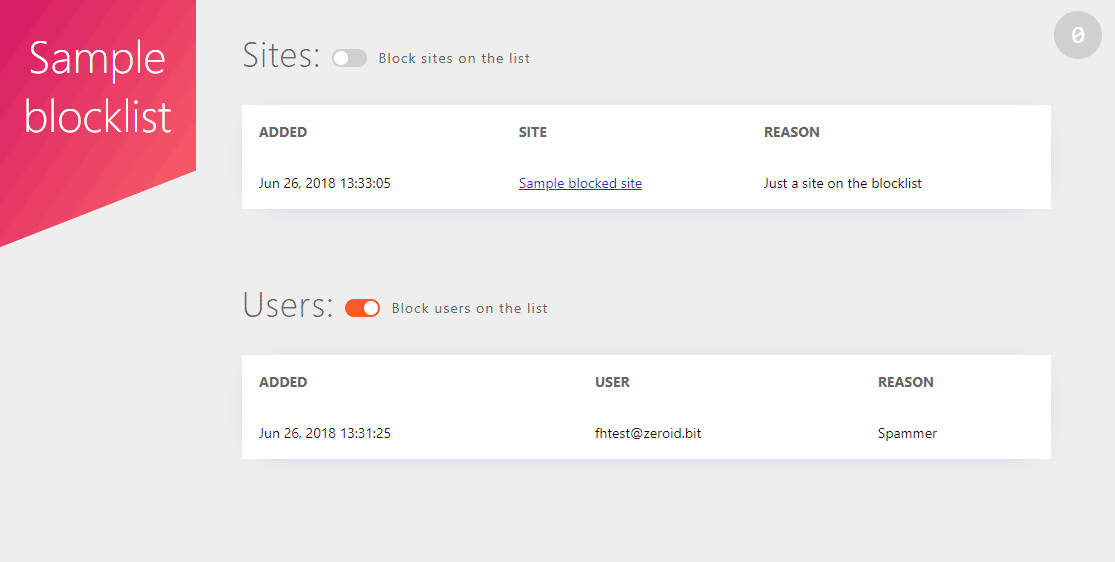 Sample
blocklist
0
Sites: Block sites on the list
ADDED SITE REASON
Jun 26, 2018 13:33:05 Sample blocked site Just a site on the blocklist
Users: Block users on the list
ADDED USER REASON
Jun 26, 2018 13:31:25 fhtest@zeroid.bit Spammer